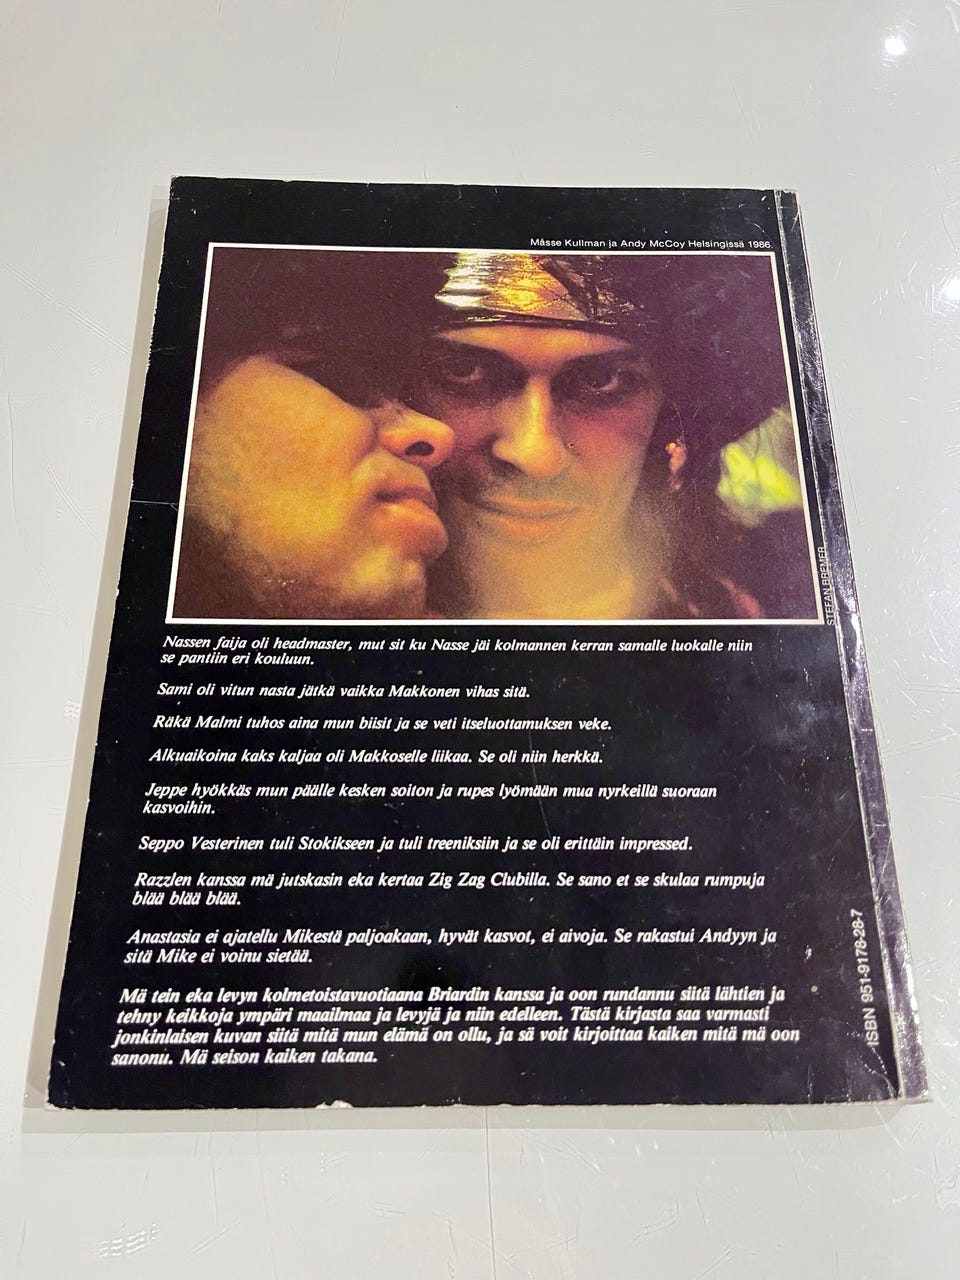 Måsse Kullman ja Andy McCoy Helsingissä 1986.
STEFAN BREMER
Nassen faija oli headmaster, mut sit ku Nasse jäi kolmannen kerran samalle luokalle niin
se pantiin eri kouluun.
Sami oli vitun nasta jätkä vaikka Makkonen vihas sitä.
Räkä Malmi tuhos aina mun biisit ja se veti itseluottamuksen veke.
Alkuaikoina kaks kaljaa oli Makkoselle liikaa. Se oli niin herkkä.
Jeppe hyökkäs mun päälle kesken soiton ja rupes lyömään mua nyrkeillä suoraan
kasvoihin.
Seppo Vesterinen tuli Stokikseen ja tuli treeniksiin ja se oli erittäin impressed.
Razzlen kanssa mä jutskasin eka kertaa Zig Zag Clubilla. Se sano et se skulaa rumpuja
blää blää blää.
Anastasia ei ajatellu Mikestä paljoakaan, hyvät kasvot, ei aivoja. Se rakastui Andyyn ja
sitä Mike ei voinu sietää.
Mä tein eka levyn kolmetoistavuotiaana Briardin kanssa ja oon rundannu siitä lähtien ja
tehny keikkoja ympäri maailmaa ja levyjä ja niin edelleen. Tästä kirjasta saa varmasti
jonkinlaisen kuvan siitä mitä mun elämä on ollu, ja sä voit kirjoittaa kaiken mitä mä oon
sanonu. Mä seison kaiken takana.
ISBN 951-9178-28-7